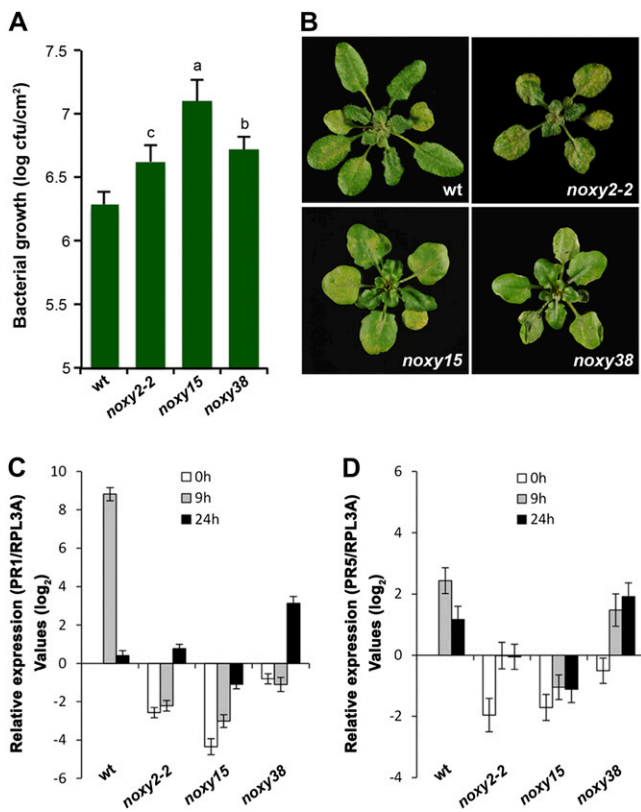 A
Bacterial growth (log cfu/cm²)
7.5
7
6.5
6
5.5
5
c
a
b
wt
noxy2-2
noxy15
noxy38
B
wt
noxy2-2
noxy15
noxy38
C
Relative expression (PR1/RPL3A)
Values (log₂)
10
8
6
4
2
0
-2
-4
-6
0h
9h
24h
wt
noxy2-2
noxy15
noxy38
D
Relative expression (PR5/RPL3A)
Values (log₂)
6
4
2
0
-2
-4
0h
9h
24h
wt
noxy2-2
noxy15
noxy38